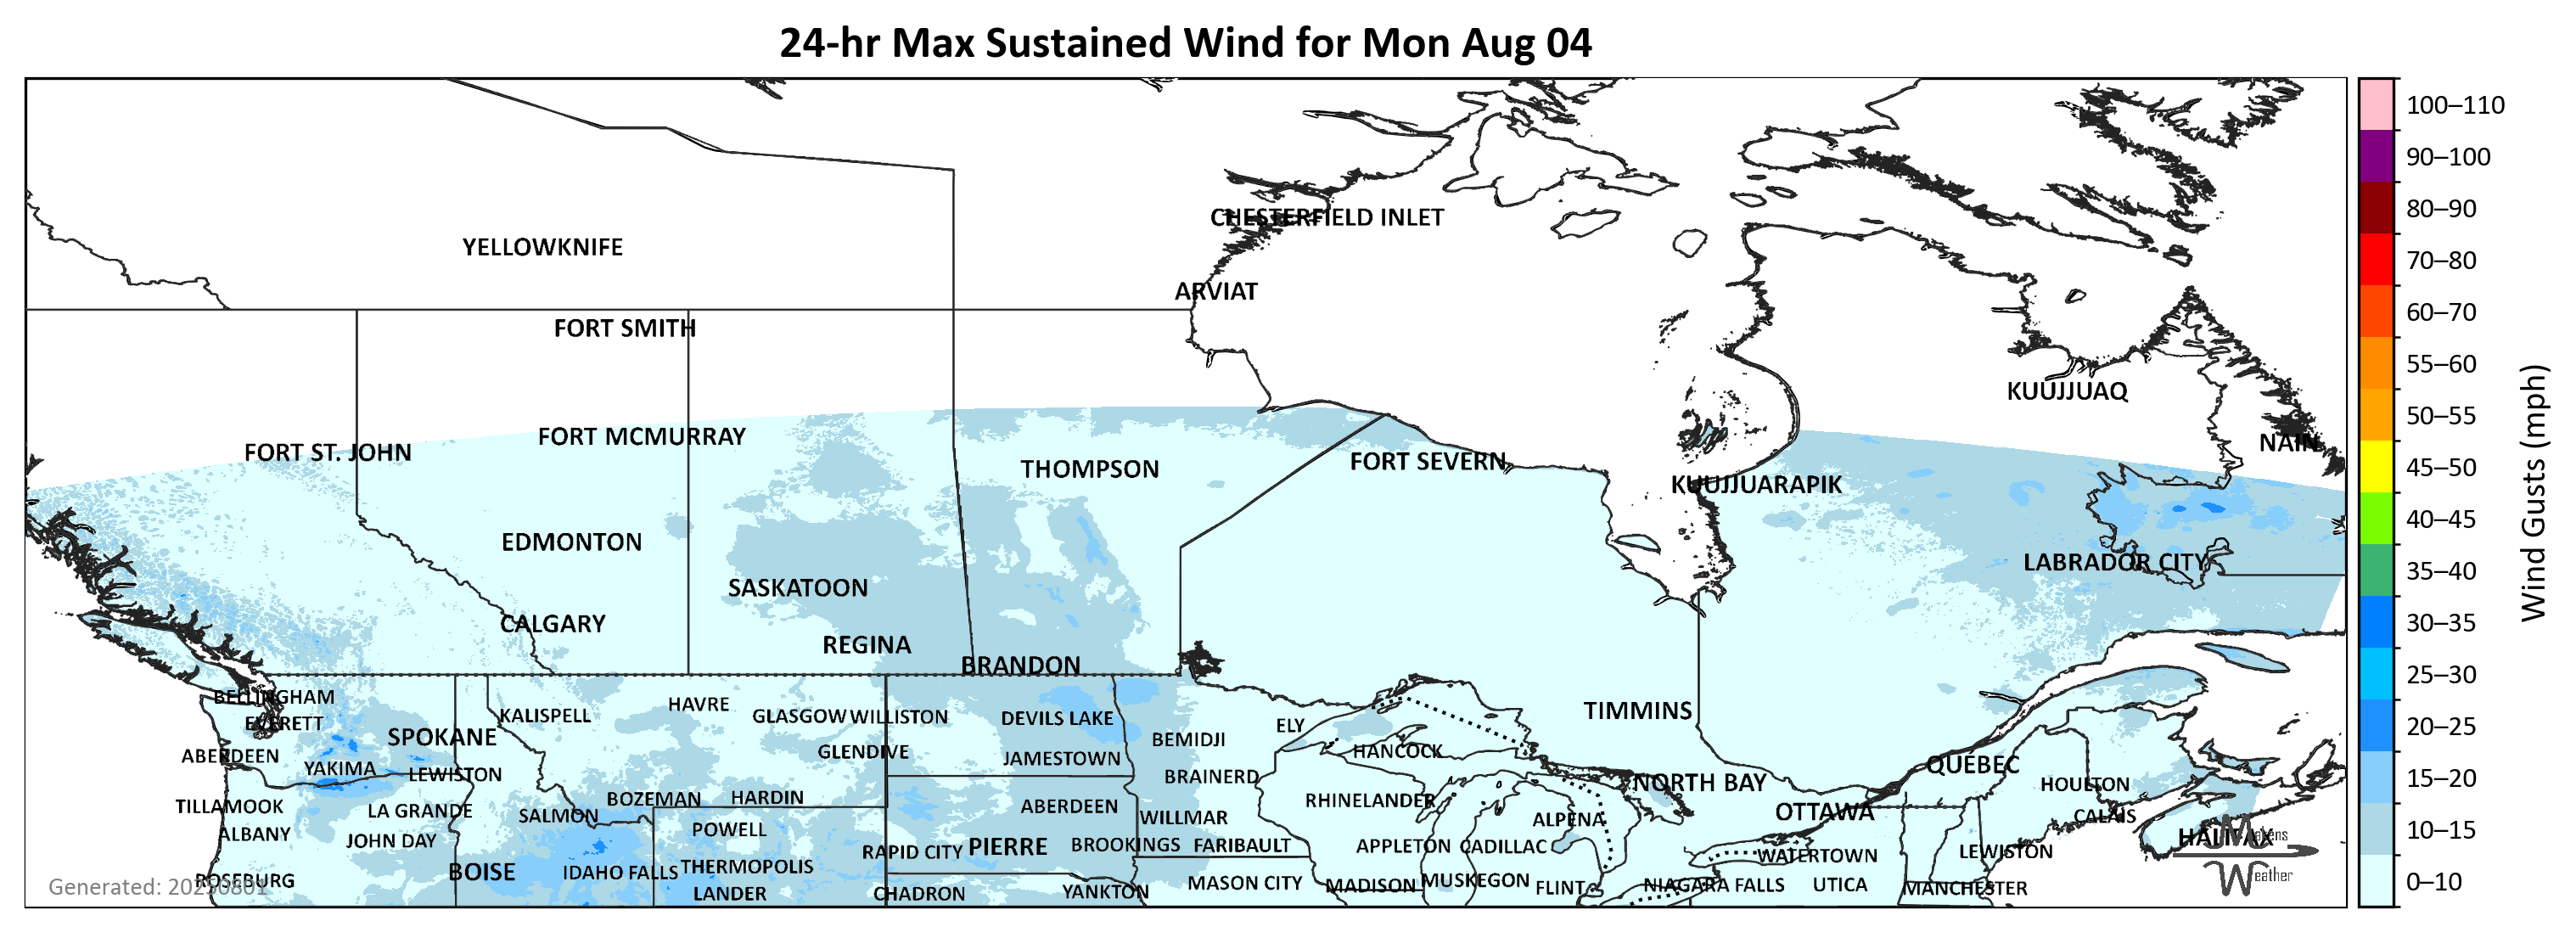 24-hr Max Sustained Wind for Mon Aug 04
100–110
90–100
80–90
70–80
60–70
55–60
50–55
45–50
40–45
35–40
30–35
25–30
20–25
15–20
10–15
0–10
Wind Gusts (mph)
CHESTERFIELD INLET
YELLOWKNIFE
ARVIAT
FORT SMITH
KUUJJUAQ
FORT MCMURRAY
NAIN
FORT ST. JOHN
FORT SEVERN
THOMPSON
KUUJJUARAPIK
EDMONTON
LABRADOR CITY
SASKATOON
CALGARY
REGINA
BRANDON
BELLINGHAM
HAVRE
TIMMINS
KALISPELL
GLASGOW
WILLISTON
DEVILS LAKE
EVERETT
ELY
SPOKANE
BEMIDJI
GLENDIVE
HANCOCK
ABERDEEN
JAMESTOWN
QUÉBEC
YAKIMA
LEWISTON
BRAINERD
NORTH BAY
HOULTON
BOZEMAN
HARDIN
RHINELANDER
TILLAMOOK
LA GRANDE
SALMON
ABERDEEN
WILLMAR
ALPENA
OTTAWA
CALAIS
ALBANY
JOHN DAY
POWELL
HALIFAX
RAPID CITY
PIERRE
BROOKINGS
FARIBAULT
APPLETON
CADILLAC
WATERTOWN
LEWISTON
BOISE
IDAHO FALLS
THERMOPOLIS
ROSEBURG
MASON CITY
MADISON
MUSKEGON
FLINT
NIAGARA FALLS
UTICA
MANCHESTER
LANDER
CHADRON
YANKTON
Generated: 20250801
Makens
Weather